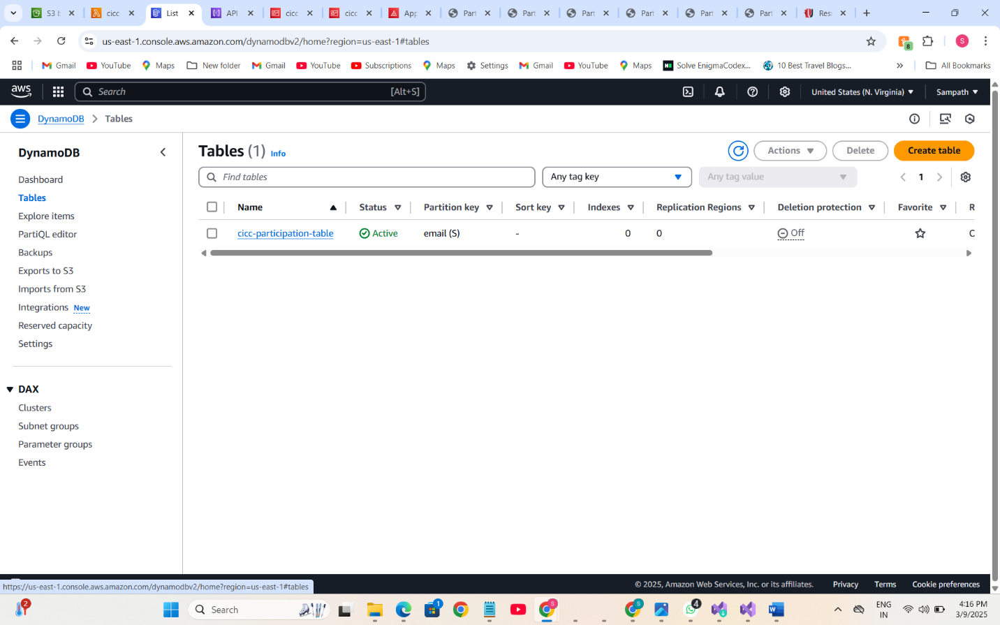 S3 b
cicc
List
API
cicc
cicc
App
Part
Part
Part
Part
Part
Part
Res
us-east-1.console.aws.amazon.com/dynamodbv2/home?region=us-east-1#tables
8
S
Gmail
YouTube
Maps
New folder
Gmail
YouTube
Subscriptions
Maps
Settings
Gmail
YouTube
Maps
Solve EnigmaCodex...
10 Best Travel Blogs...
All Bookmarks
aws
Search
[Alt+S]
United States (N. Virginia)
Sampath
DynamoDB
Tables
DynamoDB
Dashboard
Tables
Explore items
PartiQL editor
Backups
Exports to S3
Imports from S3
Integrations New
Reserved capacity
Settings
DAX
Clusters
Subnet groups
Parameter groups
Events
Tables (1) Info
Actions
Delete
Create table
Find tables
Any tag key
Any tag value
1
Name
Status
Partition key
Sort key
Indexes
Replication Regions
Deletion protection
Favorite
R
cicc-participation-table
Active
email (S)
-
0
0
Off
https://us-east-1.console.aws.amazon.com/dynamodbv2/home?region=us-east-1#tables
© 2025, Amazon Web Services, Inc. or its affiliates.
Privacy
Terms
Cookie preferences
2
Search
1
S
S
4
W
ENG
IN
4:16 PM
3/9/2025